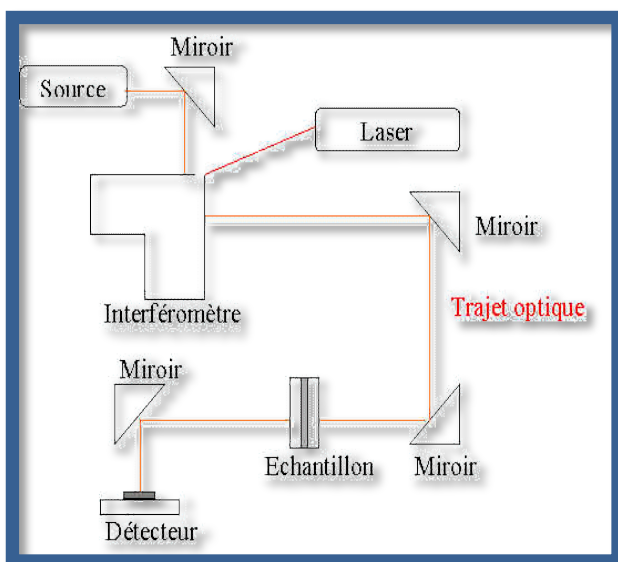 Miroir
Source
Laser
Miroir
Interféromètre
Trajet optique
Miroir
Echantillon
Miroir
Détecteur